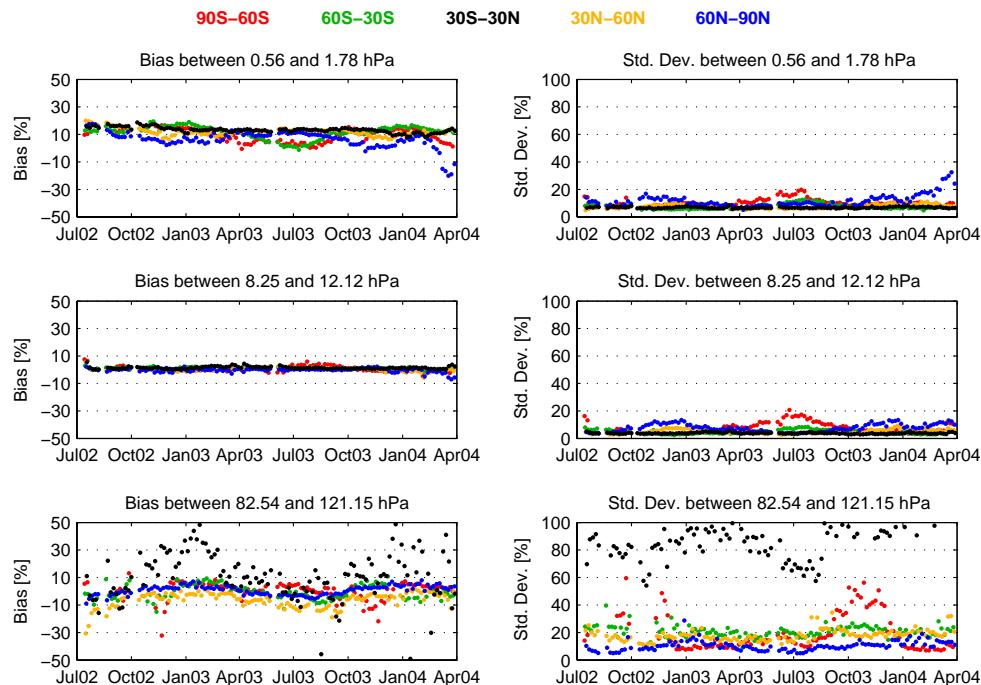 90S−60S 60S−30S 30S−30N 30N−60N 60N−90N
Bias between 0.56 and 1.78 hPa
Bias [%]
50
30
10
−10
−30
−50
Jul02 Oct02 Jan03 Apr03 Jul03 Oct03 Jan04 Apr04
Std. Dev. between 0.56 and 1.78 hPa
Std. Dev. [%]
100
80
60
40
20
0
Jul02 Oct02 Jan03 Apr03 Jul03 Oct03 Jan04 Apr04
Bias between 8.25 and 12.12 hPa
Bias [%]
50
30
10
−10
−30
−50
Jul02 Oct02 Jan03 Apr03 Jul03 Oct03 Jan04 Apr04
Std. Dev. between 8.25 and 12.12 hPa
Std. Dev. [%]
100
80
60
40
20
0
Jul02 Oct02 Jan03 Apr03 Jul03 Oct03 Jan04 Apr04
Bias between 82.54 and 121.15 hPa
Bias [%]
50
30
10
−10
−30
−50
Jul02 Oct02 Jan03 Apr03 Jul03 Oct03 Jan04 Apr04
Std. Dev. between 82.54 and 121.15 hPa
Std. Dev. [%]
100
80
60
40
20
0
Jul02 Oct02 Jan03 Apr03 Jul03 Oct03 Jan04 Apr04